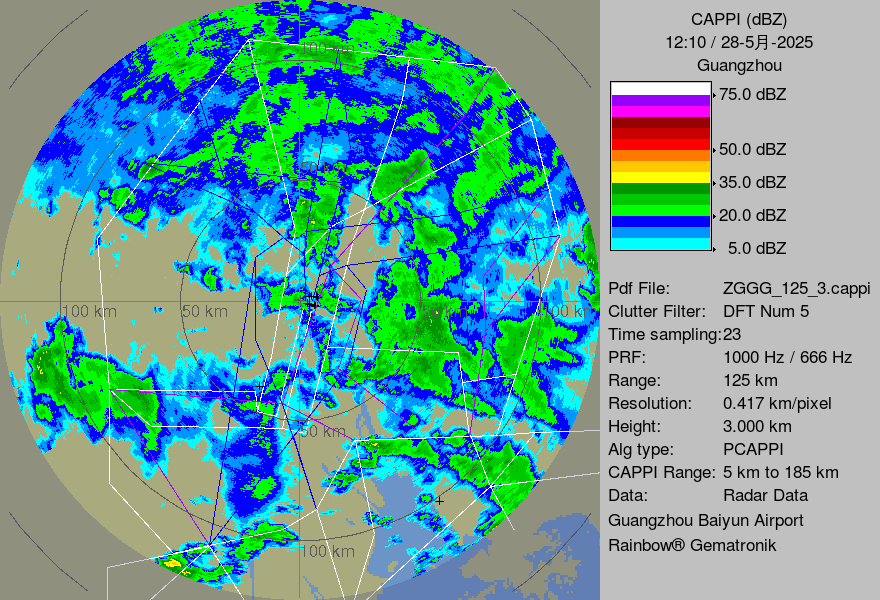 CAPPI (dBZ)
12:10 / 28-5月-2025
Guangzhou
75.0 dBZ
50.0 dBZ
35.0 dBZ
20.0 dBZ
5.0 dBZ
Pdf File: ZGGG_125_3.cappi
Clutter Filter: DFT Num 5
Time sampling:23
PRF: 1000 Hz / 666 Hz
Range: 125 km
Resolution: 0.417 km/pixel
Height: 3.000 km
Alg type: PCAPPI
CAPPI Range: 5 km to 185 km
Data: Radar Data
Guangzhou Baiyun Airport
Rainbow® Gematronik
100 km
100 km
50 km
50 km
100 km